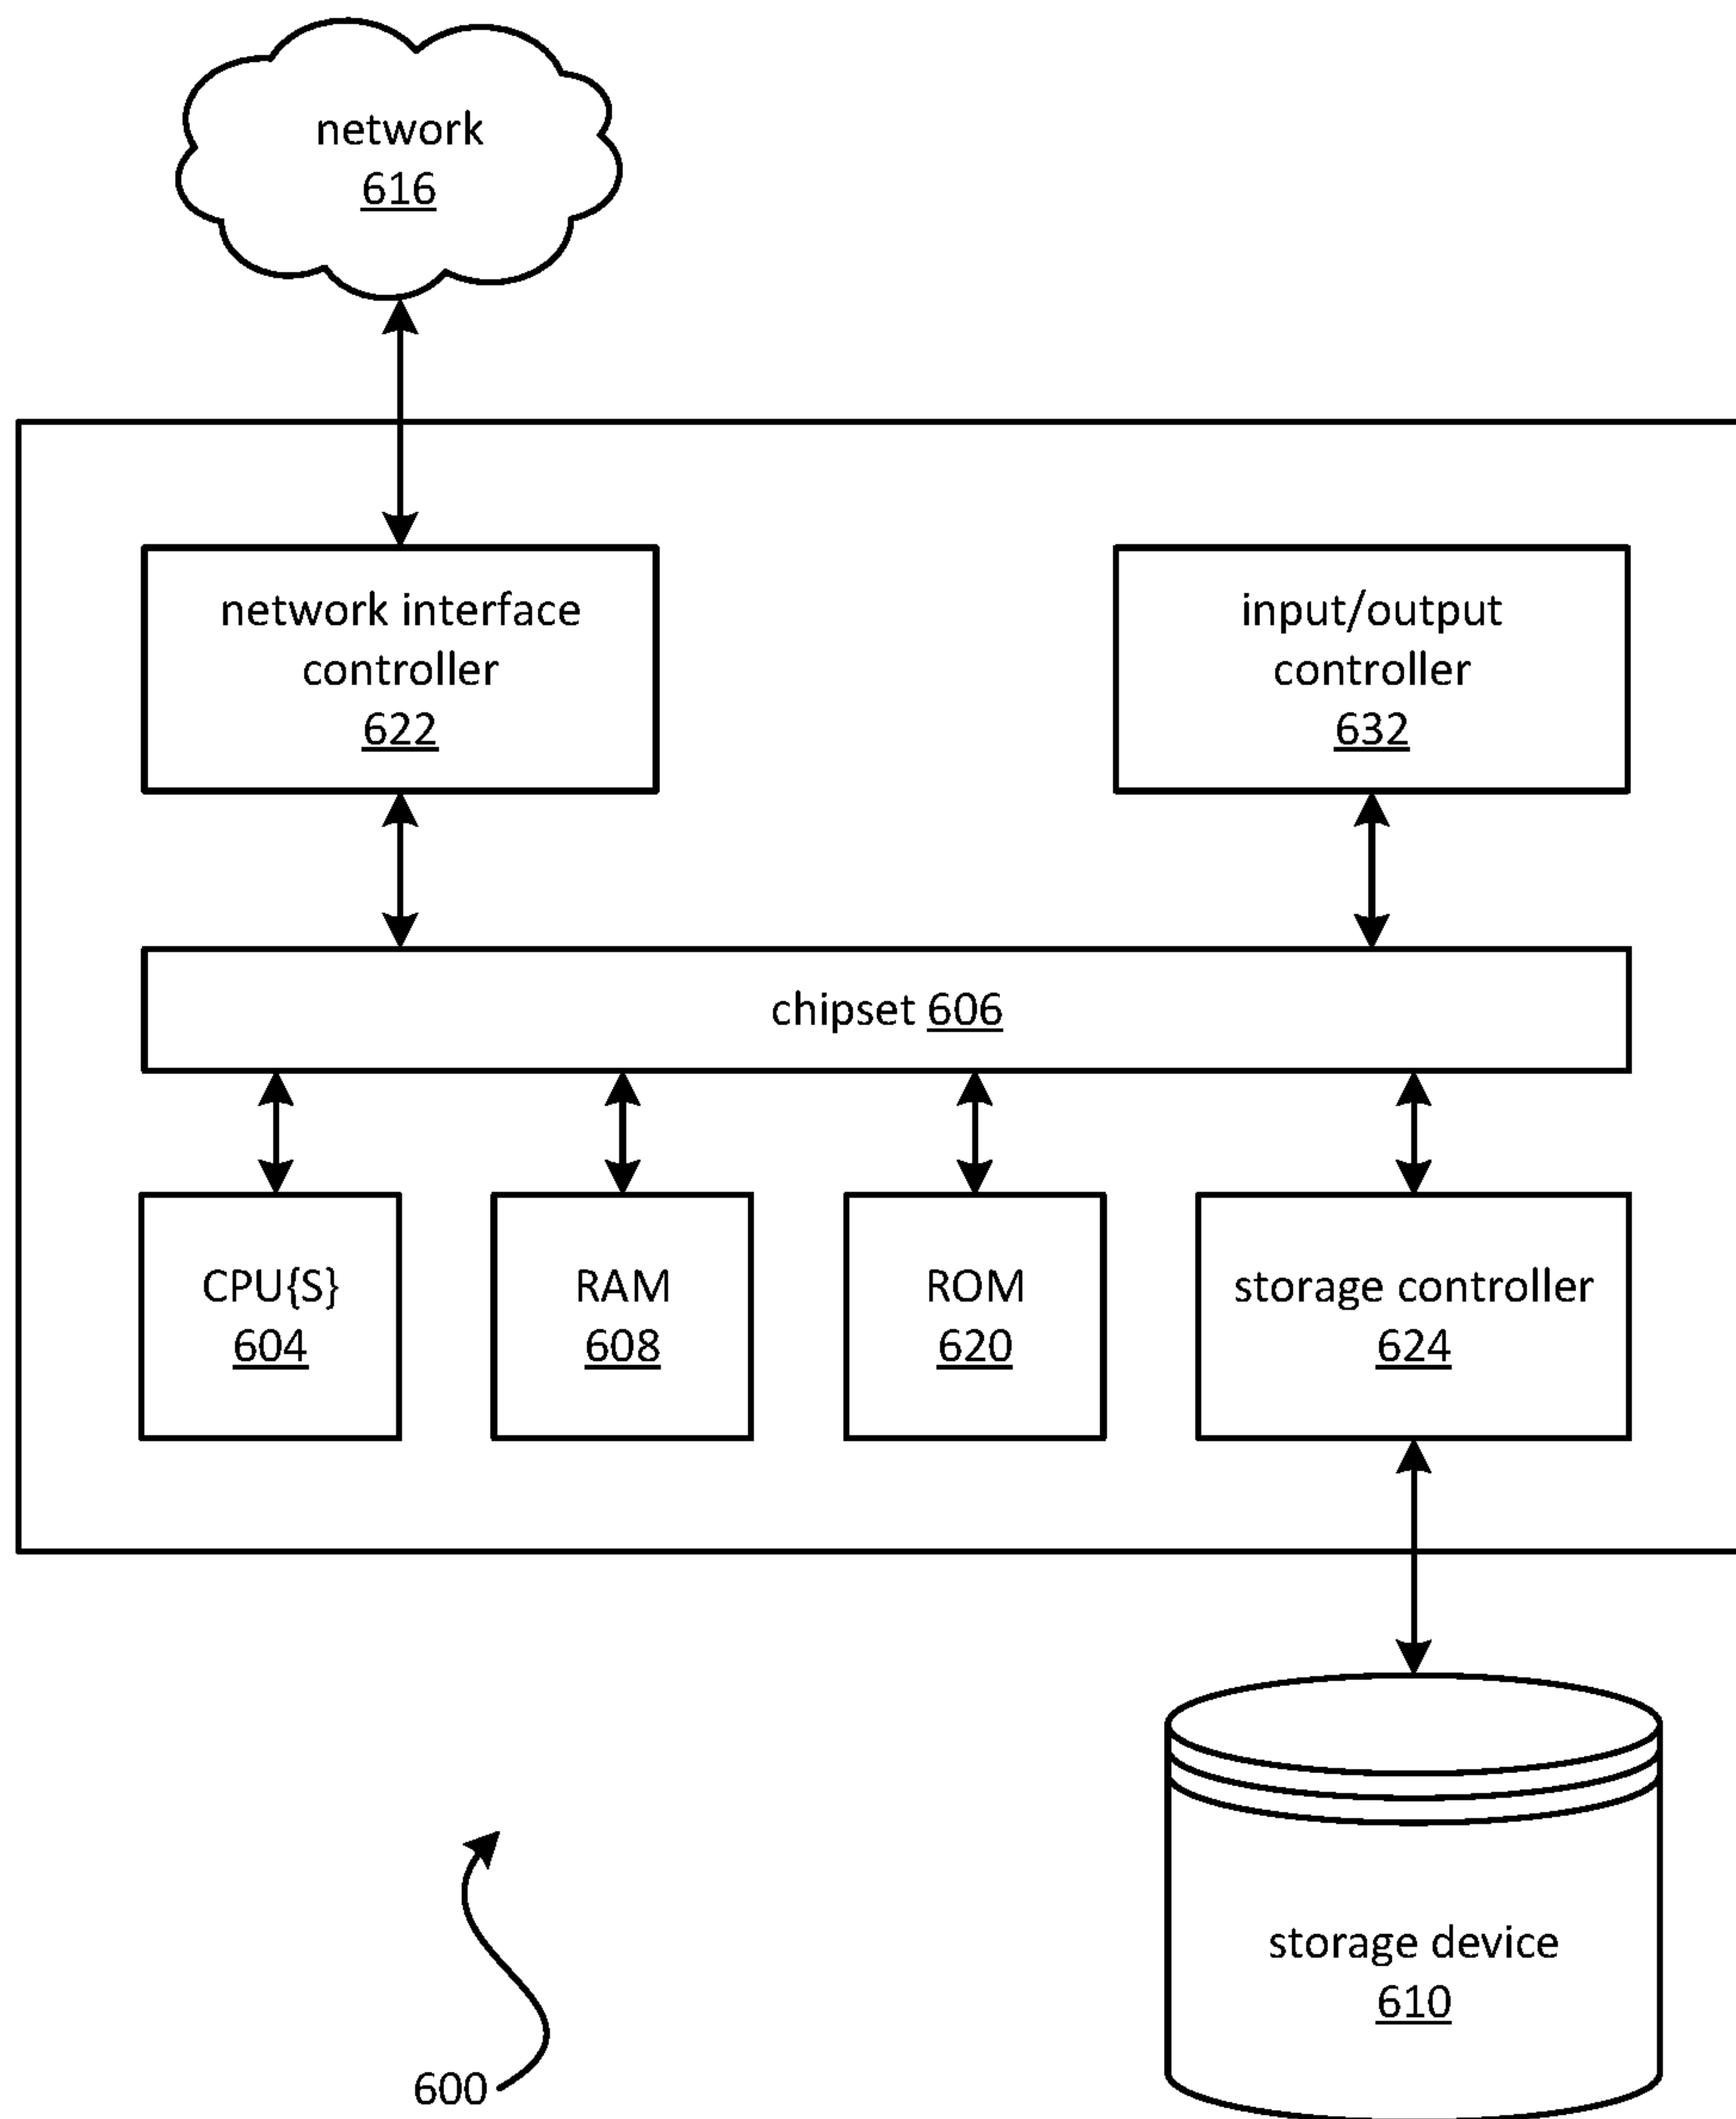 network
616
network interface
controller
622
input/output
controller
632
chipset 606
CPU{S}
604
RAM
608
ROM
620
storage controller
624
storage device
610
600